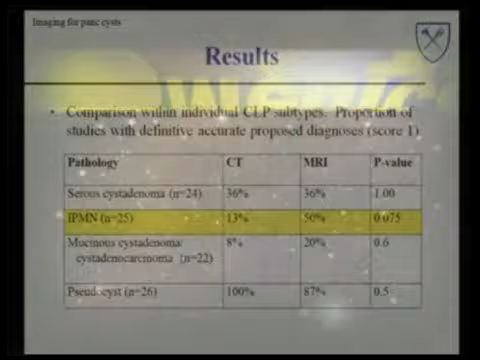 Imaging for panc cysts
Results
• Comparison within individual CLP subtypes. Proportion of
studies with definitive accurate proposed diagnoses (score 1)
Pathology CT MRI P-value
Serous cystadenoma (n=24) 36% 36% 1.00
IPMN (n=25) 13% 50% 0.075
Mucinous cystadenoma/
cystadenocarcinoma (n=22) 8% 20% 0.6
Pseudocyst (n=26) 100% 87% 0.5